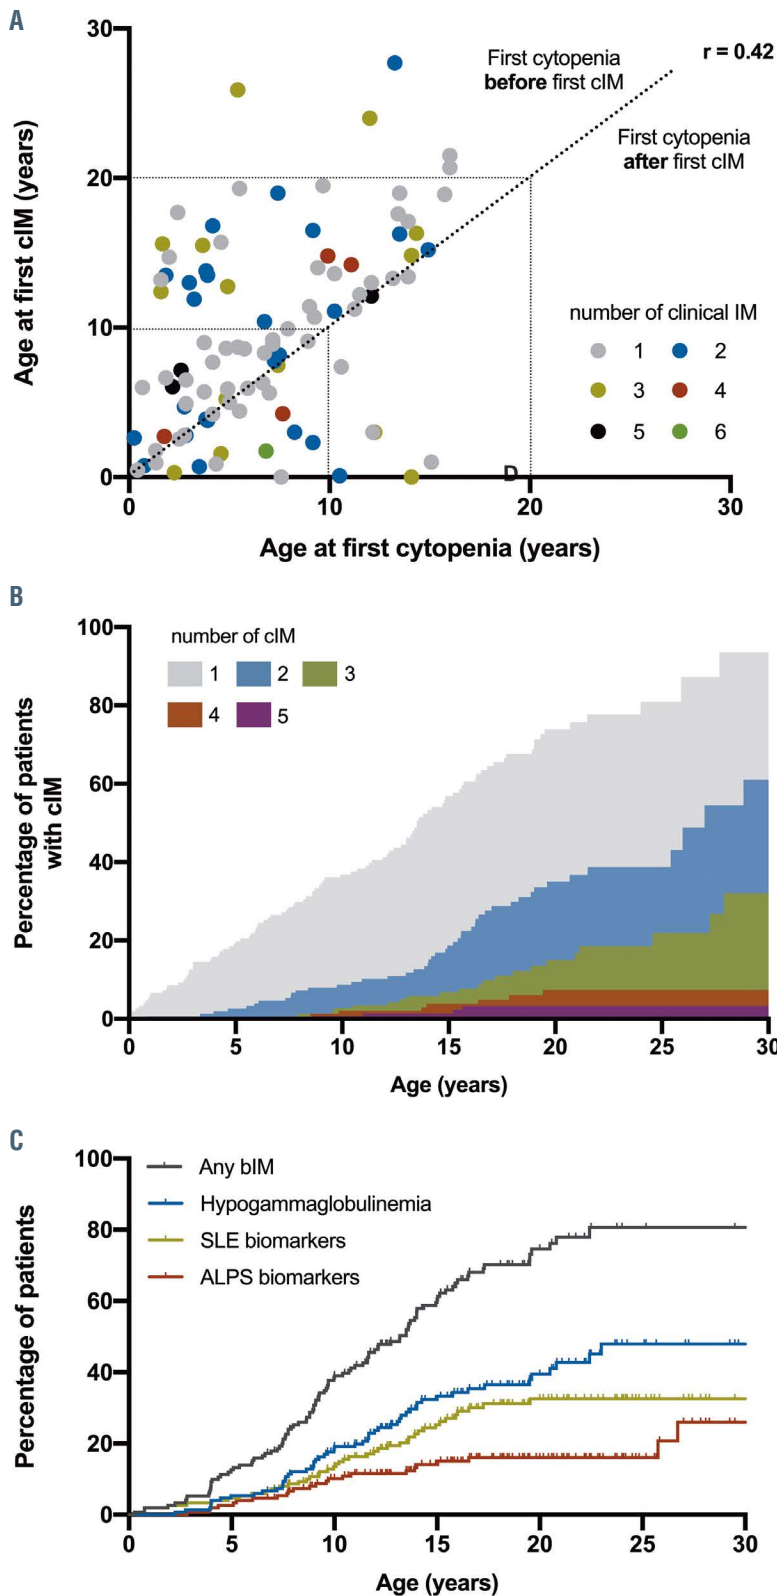 A
30
20
10
0
Age at first cIM (years)
First cytopenia
before first cIM
r = 0.42
First cytopenia
after first cIM
number of clinical IM
1 2
3 4
5 6
D
0 10 20 30
Age at first cytopenia (years)
B
100
80
60
40
20
0
Percentage of patients
with cIM
number of cIM
1 2 3
4 5
0 5 10 15 20 25 30
Age (years)
C
100
80
60
40
20
0
Percentage of patients
Any bIM
Hypogammaglobulinemia
SLE biomarkers
ALPS biomarkers
0 5 10 15 20 25 30
Age (years)